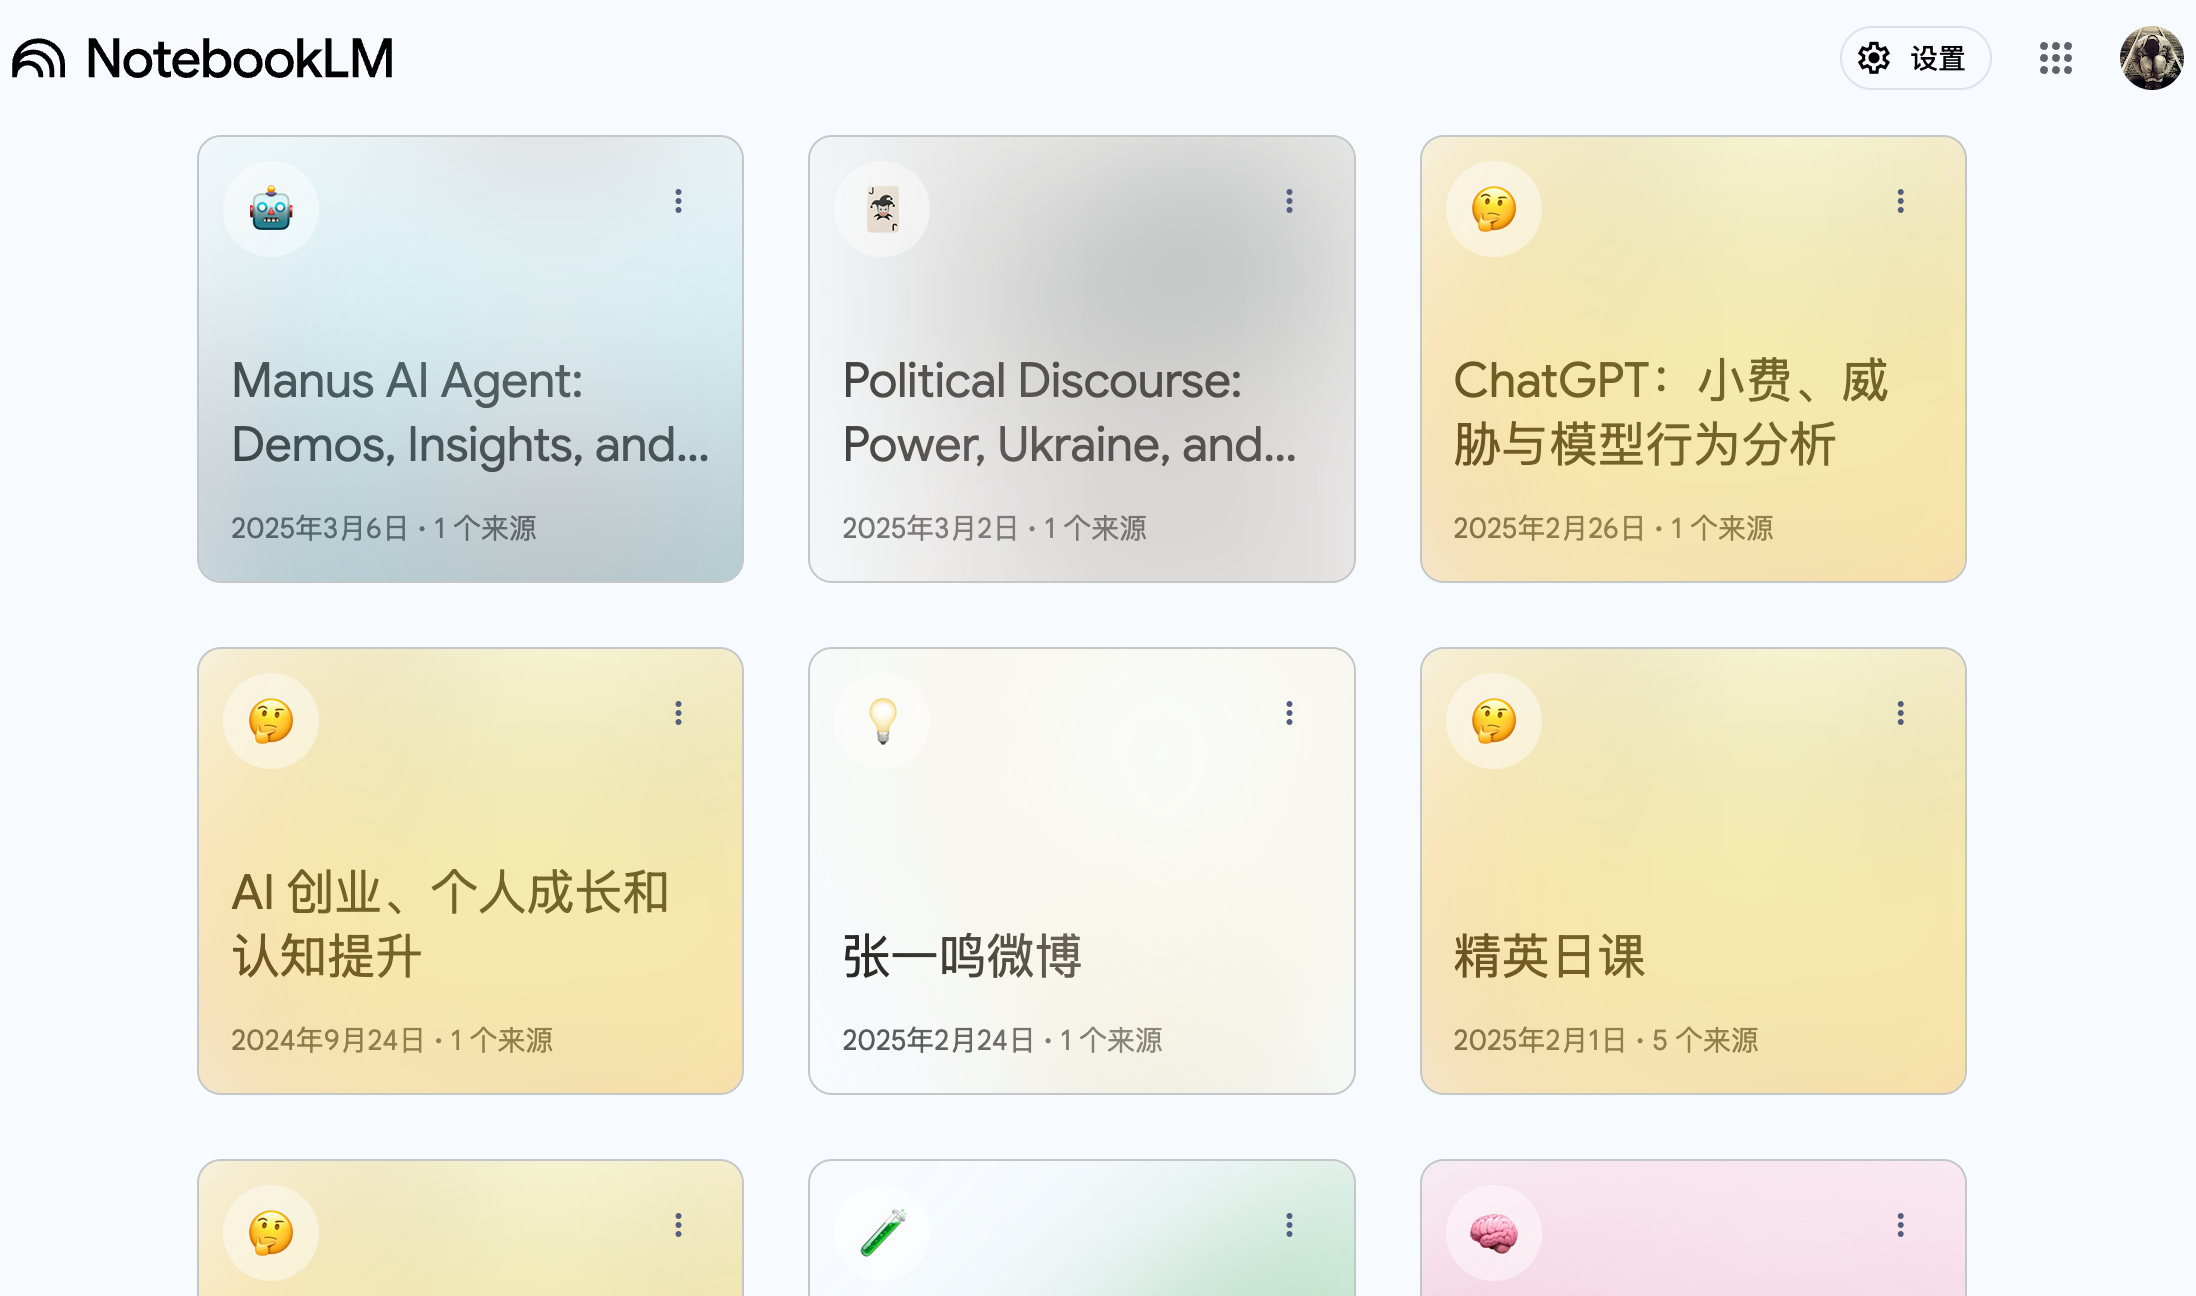 NotebookLM
设置
Manus AI Agent:
Demos, Insights, and...
2025年3月6日 · 1 个来源
Political Discourse:
Power, Ukraine, and...
2025年3月2日 · 1 个来源
ChatGPT：小费、威
胁与模型行为分析
2025年2月26日 · 1 个来源
AI 创业、个人成长和
认知提升
2024年9月24日 · 1 个来源
张一鸣微博
2025年2月24日 · 1 个来源
精英日课
2025年2月1日 · 5 个来源